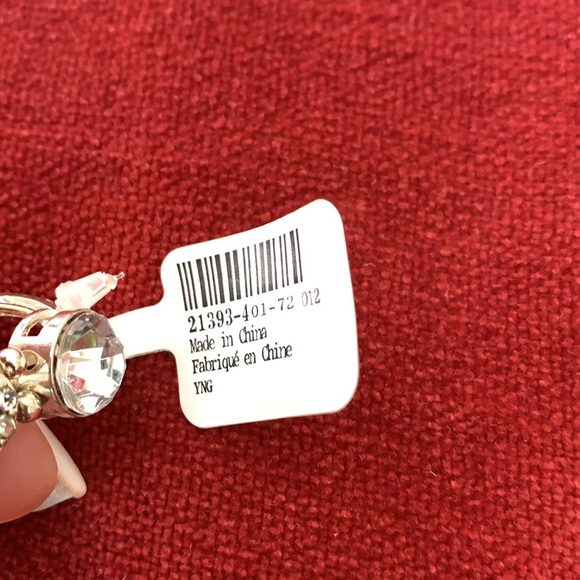 21393-401-72 012
Made in China
Fabriqué en Chine
YNG